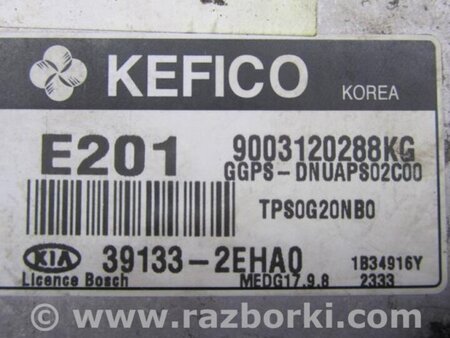 KEFICO KOREA
E201 9003120288KG
GGPS-DNUAPS02C00
TPS0G20NB0
KIA 39133-2EHA0 1B34916Y
Licence Bosch MEDG17.9.8 2333
© www.razborki.com